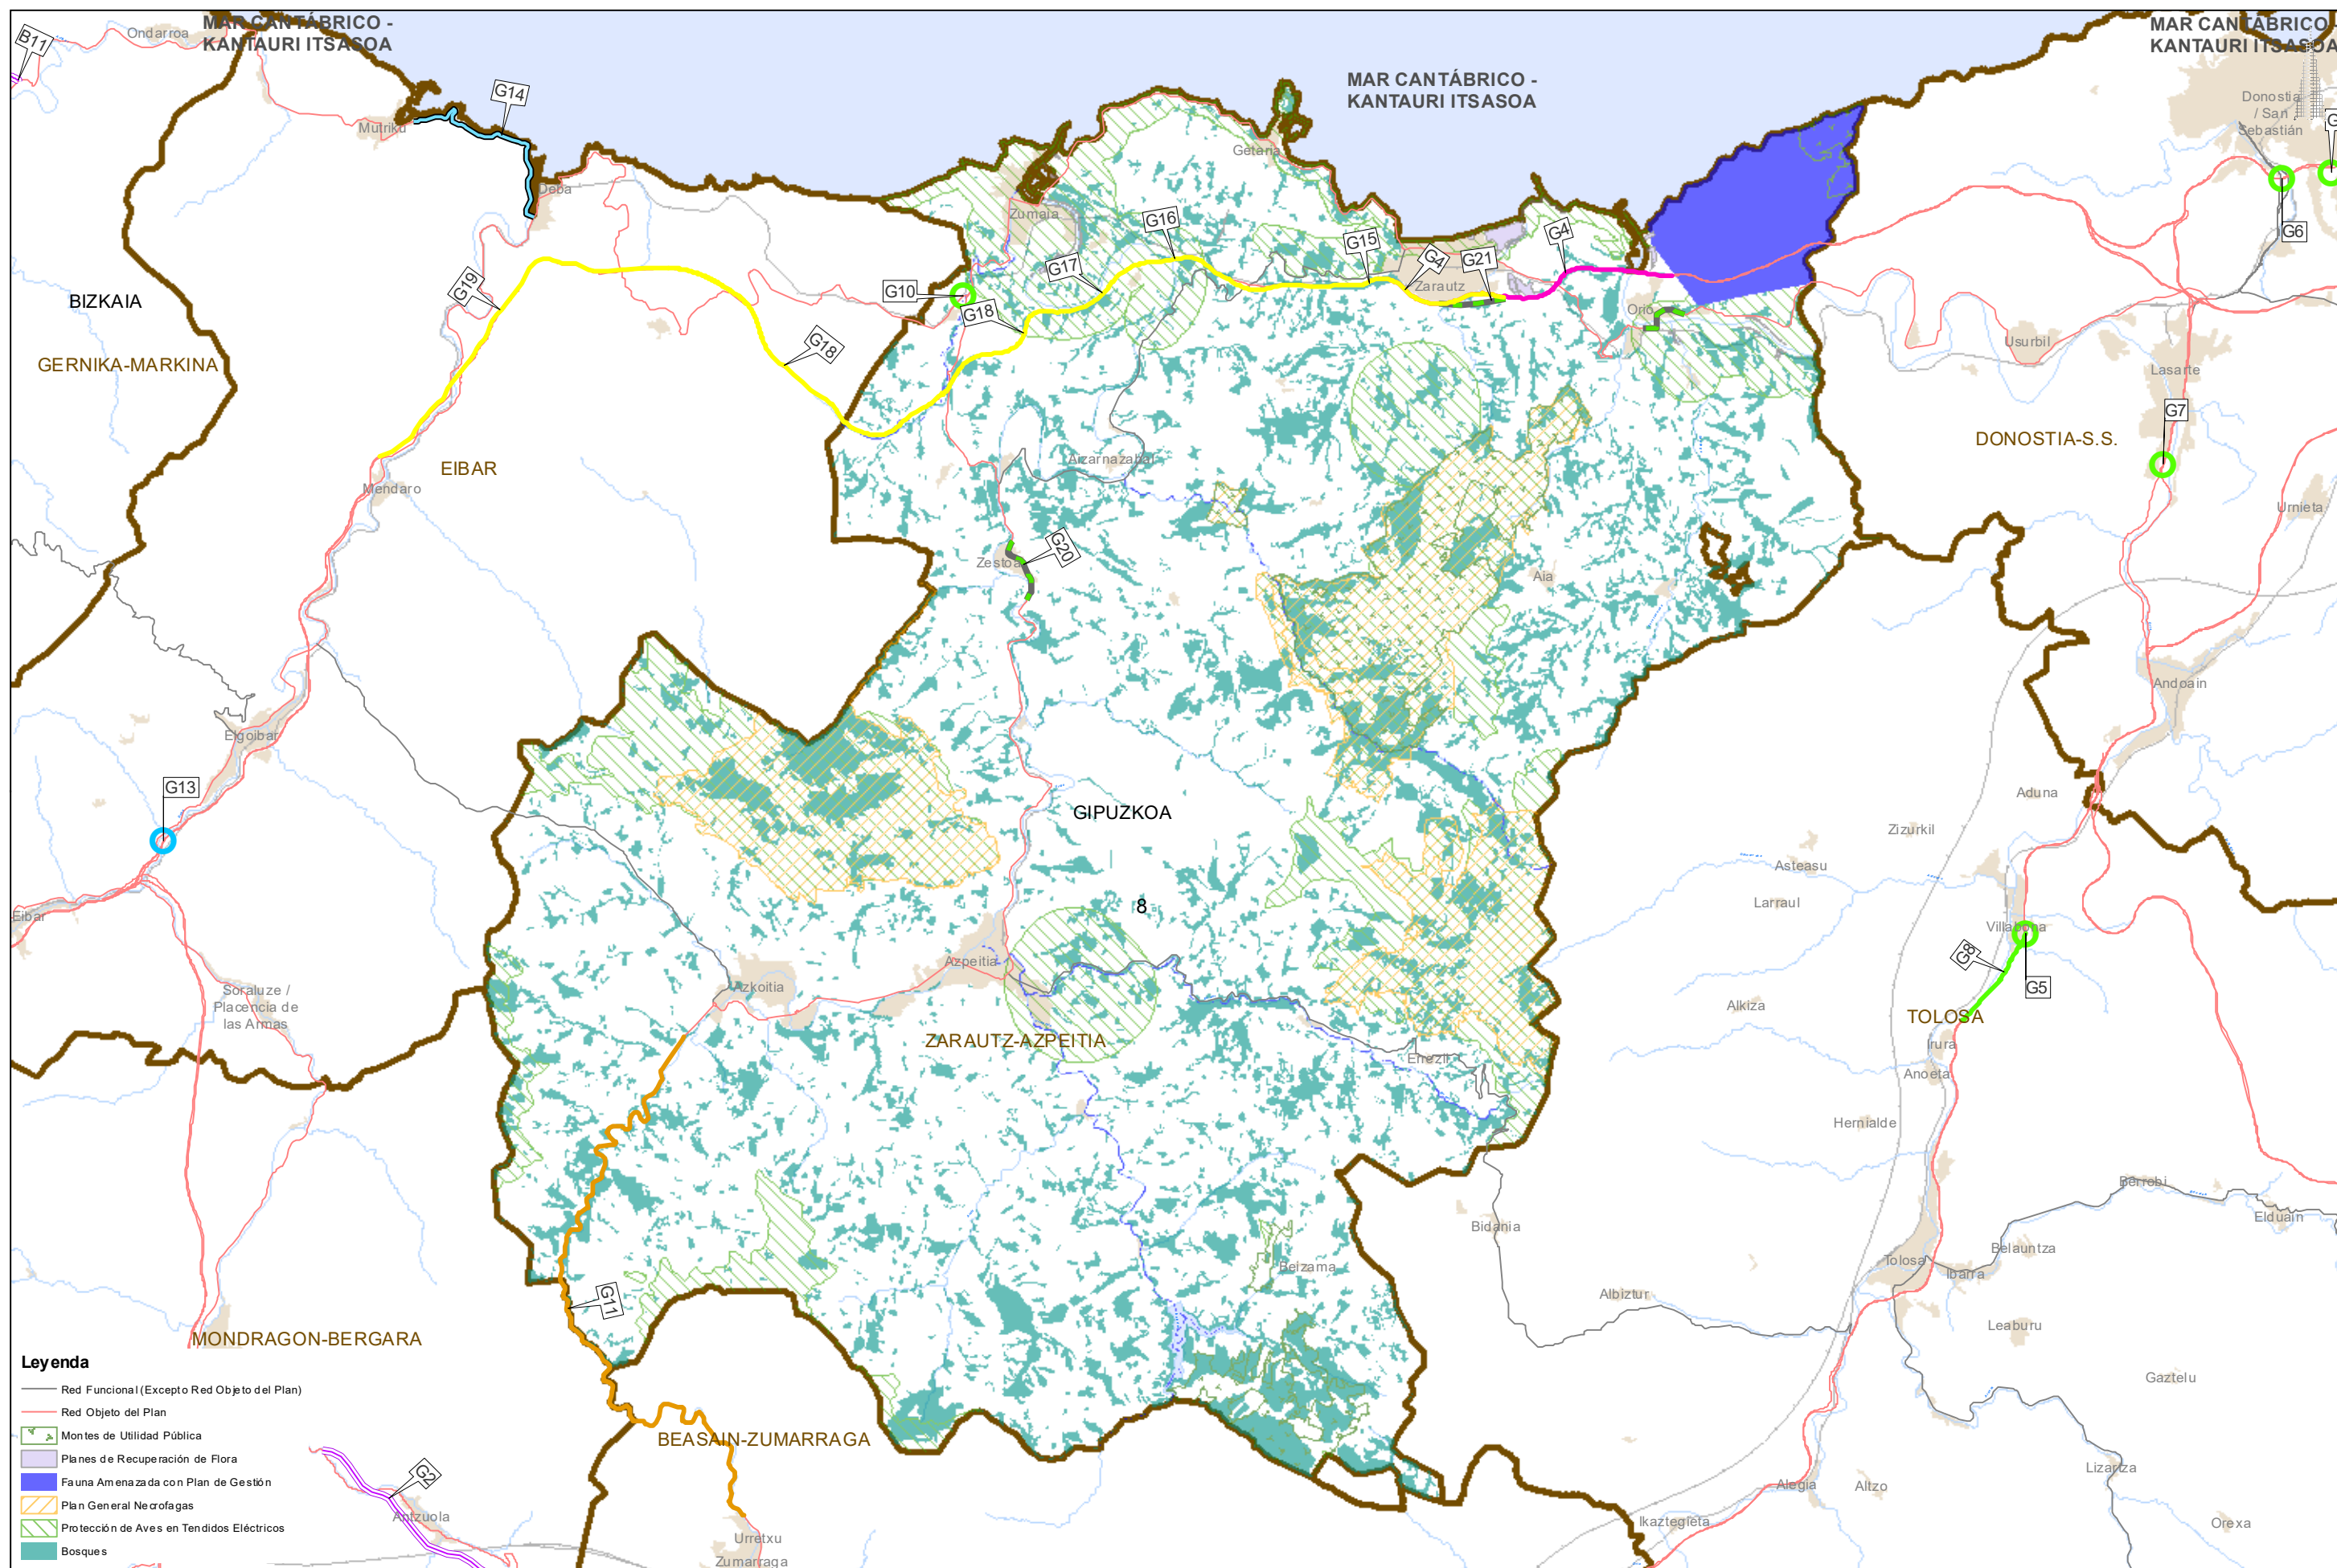 MAR CANTÁBRICO -
KANTAURI ITSASOA
MAR CANTÁBRICO -
KANTAURI ITSASOA
MAR CANTÁBRICO -
KANTAURI ITSASOA
B11
Ondarroa
G14
Mutriku
Deba
Getaria
Donostia
/ San
Sebastián
G6
Zumaia
G16
G17
G15
G4
G21
G4
Zarautz
Orio
G10
G18
G19
G18
BIZKAIA
GERNIKA-MARKINA
Usurbil
Lasarte
G7
DONOSTIA-S.S.
EIBAR
Mendaro
Aizarnazabal
Urnieta
Zestoa
G20
Aia
Andoain
Elgoibar
G13
GIPUZKOA
Aduna
Zizurkil
Asteasu
Larraul
8
Eibar
Villabona
G8
G5
Azpeitia
Azkoitia
Soraluze /
Placencia de
las Armas
Alkiza
TOLOSA
ZARAUTZ-AZPEITIA
Errezil
Irura
Anoeta
Hernialde
Berrobi
Elduain
Bidania
Belauntza
Tolosa
Ibarra
Beizama
Albiztur
G11
Leaburu
MONDRAGON-BERGARA
Gaztelu
BEASAIN-ZUMARRAGA
Lizartza
Alegia
Altzo
G2
Antzuola
Ikaztegieta
Orexa
Urretxu
Zumarraga
Leyenda
Red Funcional (Excepto Red Objeto del Plan)
Red Objeto del Plan
Montes de Utilidad Pública
Planes de Recuperación de Flora
Fauna Amenazada con Plan de Gestión
Plan General Necrofagas
Protección de Aves en Tendidos Eléctricos
Bosques